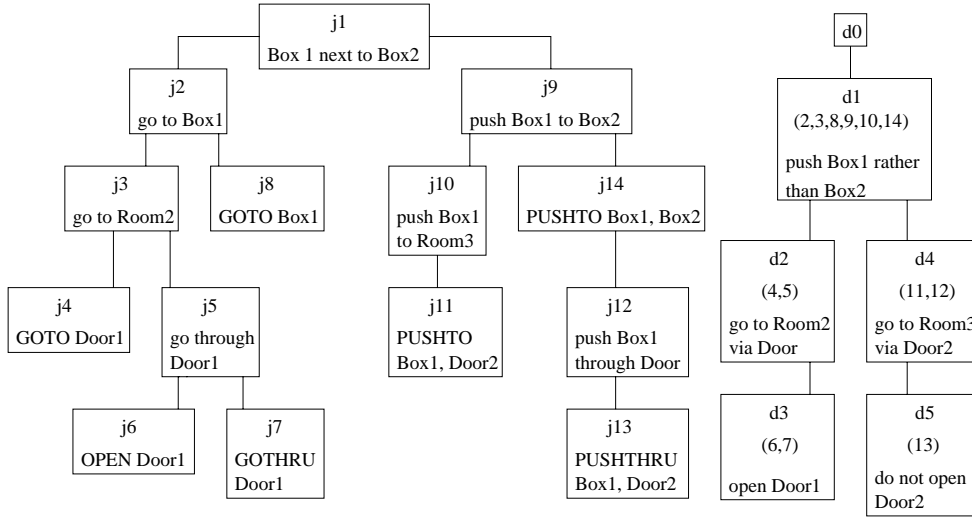 j1
Box 1 next to Box2
j2
go to Box1
j9
push Box1 to Box2
j3
go to Room2
j8
GOTO Box1
j10
push Box1
to Room3
j14
PUSHTO Box1, Box2
j4
GOTO Door1
j5
go through
Door1
j11
PUSHTO
Box1, Door2
j12
push Box1
through Door
j6
OPEN Door1
j7
GOTHRU
Door1
j13
PUSHTHRU
Box1, Door2
d0
d1
(2,3,8,9,10,14)
push Box1 rather
than Box2
d2
(4,5)
go to Room2
via Door
d4
(11,12)
go to Room3
via Door2
d3
(6,7)
open Door1
d5
(13)
do not open
Door2